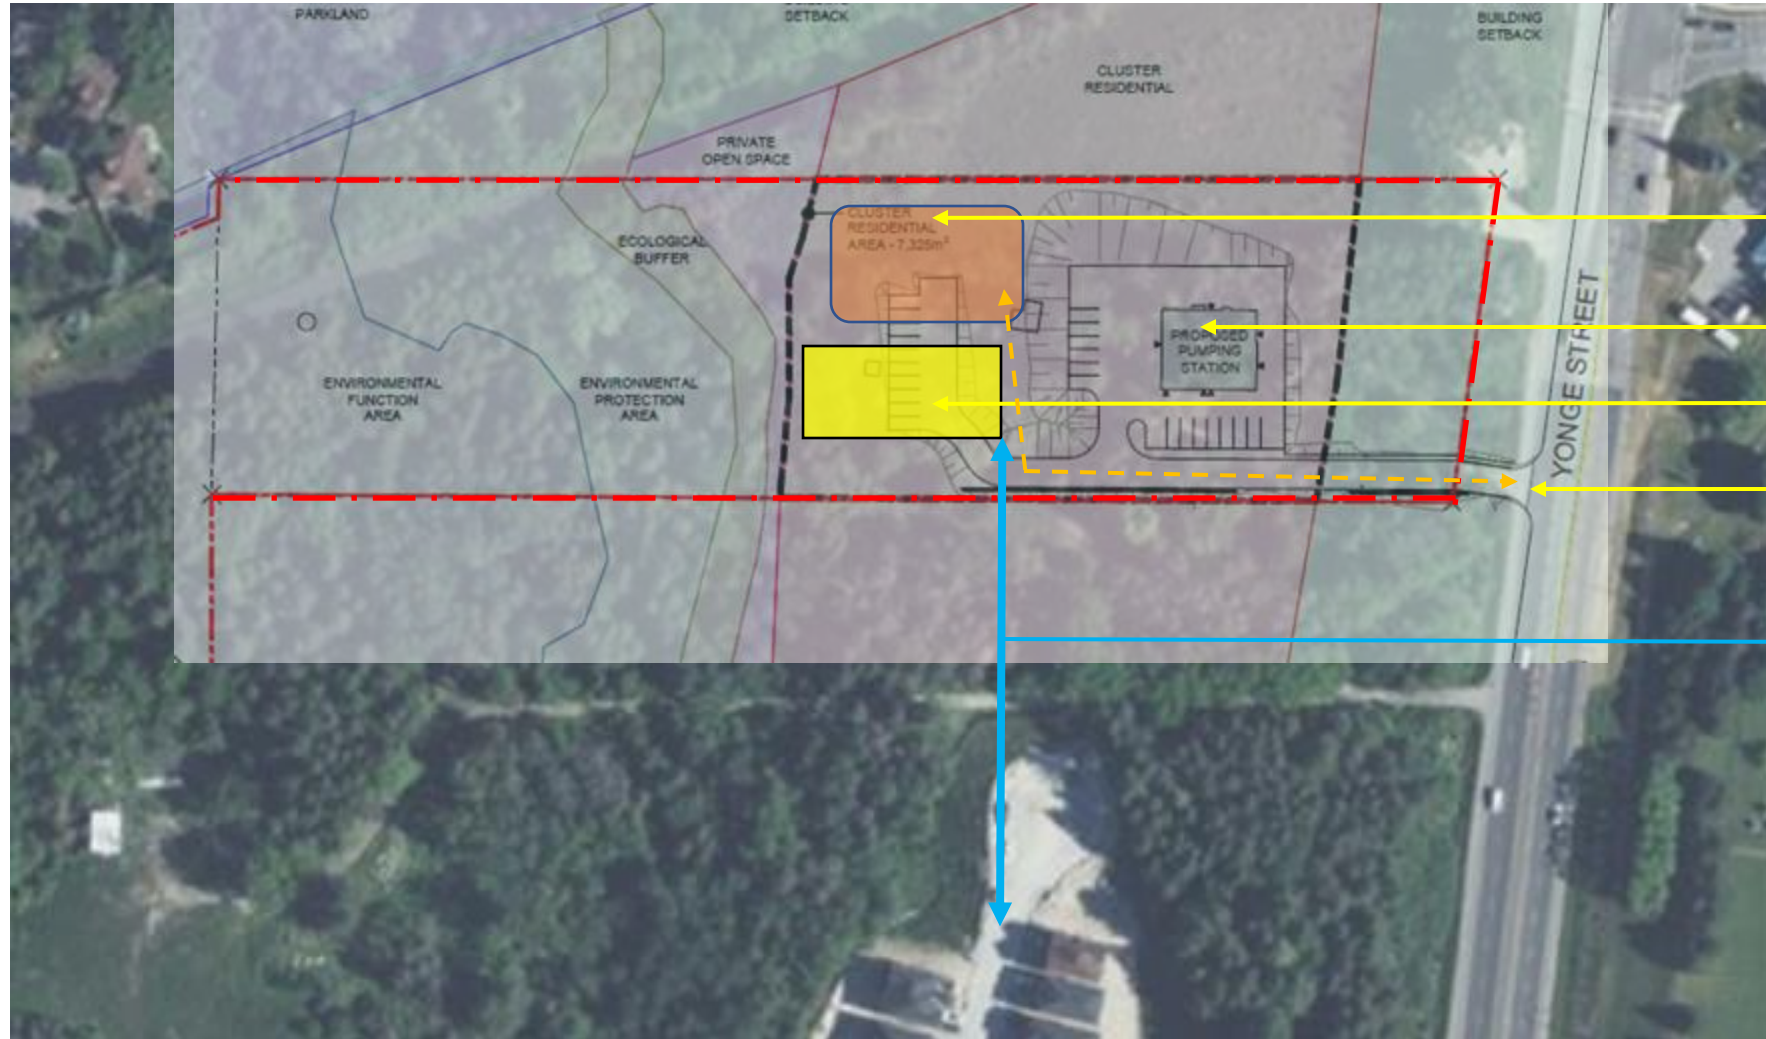 PARKLAND
SETBACK
BUILDING
SETBACK
CLUSTER
RESIDENTIAL
PRIVATE
OPEN SPACE
CLUSTER
RESIDENTIAL
AREA - 7,325m²
ECOLOGICAL
BUFFER
PROPOSED
PUMPING
STATION
ENVIRONMENTAL
FUNCTION
AREA
ENVIRONMENTAL
PROTECTION
AREA
YONGE STREET